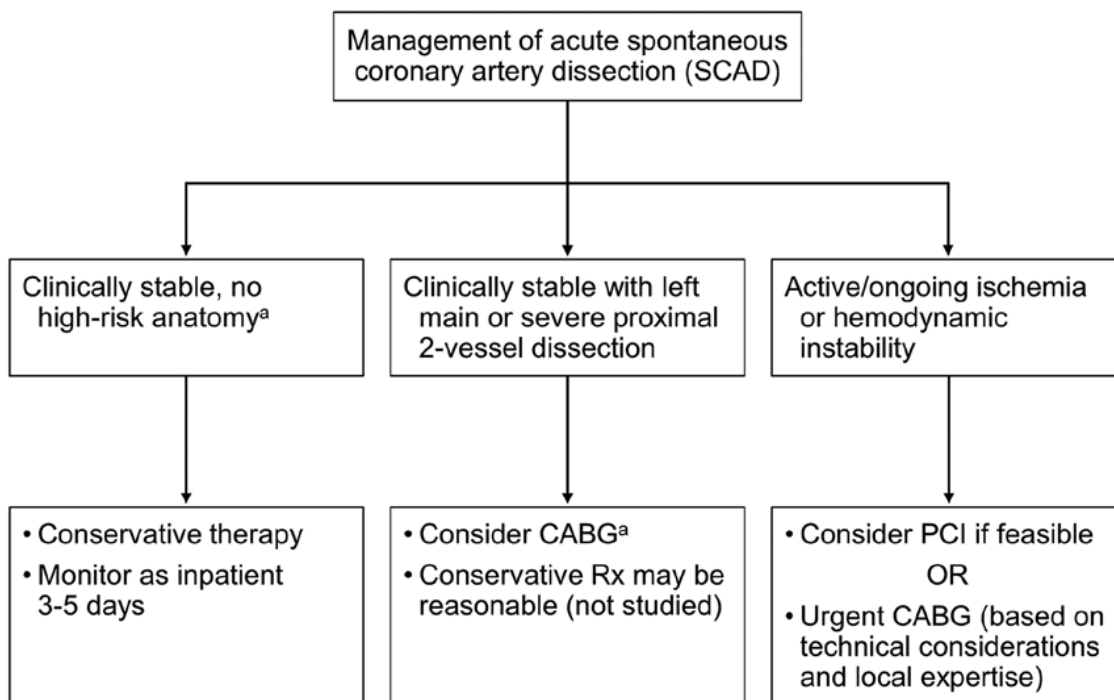 Management of acute spontaneous
coronary artery dissection (SCAD)
Clinically stable, no
high-risk anatomyᵃ
Clinically stable with left
main or severe proximal
2-vessel dissection
Active/ongoing ischemia
or hemodynamic
instability
• Conservative therapy
• Monitor as inpatient
3-5 days
• Consider CABGᵃ
• Conservative Rx may be
reasonable (not studied)
• Consider PCI if feasible
OR
• Urgent CABG (based on
technical considerations
and local expertise)